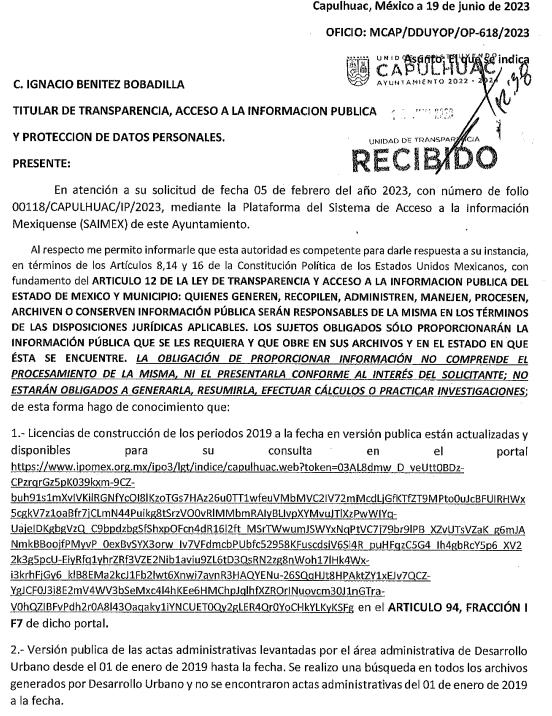 Capulhuac, México a 19 de junio de 2023
OFICIO: MCAP/DDUYOP/OP-618/2023
Asunto: El que se indica
CAPULHUAC
AYUNTAMIENTO 2022 - 2024
C. IGNACIO BENITEZ BOBADILLA
TITULAR DE TRANSPARENCIA, ACCESO A LA INFORMACION PUBLICA
2023
12:38
Y PROTECCION DE DATOS PERSONALES.
UNIDAD DE TRANSPARENCIA
RECIBIDO
PRESENTE:
En atención a su solicitud de fecha 05 de febrero del año 2023, con número de folio
00118/CAPULHUAC/IP/2023, mediante la Plataforma del Sistema de Acceso a la Información
Mexiquense (SAIMEX) de este Ayuntamiento.
Al respecto me permito informarle que esta autoridad es competente para darle respuesta a su instancia,
en términos de los Artículos 8,14 y 16 de la Constitución Política de los Estados Unidos Mexicanos, con
fundamento del ARTICULO 12 DE LA LEY DE TRANSPARENCIA Y ACCESO A LA INFORMACION PUBLICA DEL
ESTADO DE MEXICO Y MUNICIPIO: QUIENES GENEREN, RECOPILEN, ADMINISTREN, MANEJEN, PROCESEN,
ARCHIVEN O CONSERVEN INFORMACIÓN PÚBLICA SERÁN RESPONSABLES DE LA MISMA EN LOS TÉRMINOS
DE LAS DISPOSICIONES JURÍDICAS APLICABLES. LOS SUJETOS OBLIGADOS SÓLO PROPORCIONARÁN LA
INFORMACIÓN PÚBLICA QUE SE LES REQUIERA Y QUE OBRE EN SUS ARCHIVOS Y EN EL ESTADO EN QUE
ÉSTA SE ENCUENTRE. LA OBLIGACIÓN DE PROPORCIONAR INFORMACIÓN NO COMPRENDE EL
PROCESAMIENTO DE LA MISMA, NI EL PRESENTARLA CONFORME AL INTERÉS DEL SOLICITANTE; NO
ESTARÁN OBLIGADOS A GENERARLA, RESUMIRLA, EFECTUAR CÁLCULOS O PRACTICAR INVESTIGACIONES;
de esta forma hago de conocimiento que:
1.- Licencias de construcción de los periodos 2019 a la fecha en versión publica están actualizadas y
disponibles para su consulta en el portal
https://www.ipomex.org.mx/ipo3/lgt/indice/capulhuac.web?token=03AL8dmw_D_veUtt0BDz-
en el ARTICULO 94, FRACCIÓN I
F7 de dicho portal.
2.- Versión publica de las actas administrativas levantadas por el área administrativa de Desarrollo
Urbano desde el 01 de enero de 2019 hasta la fecha. Se realizo una búsqueda en todos los archivos
generados por Desarrollo Urbano y no se encontraron actas administrativas del 01 de enero de 2019
a la fecha.